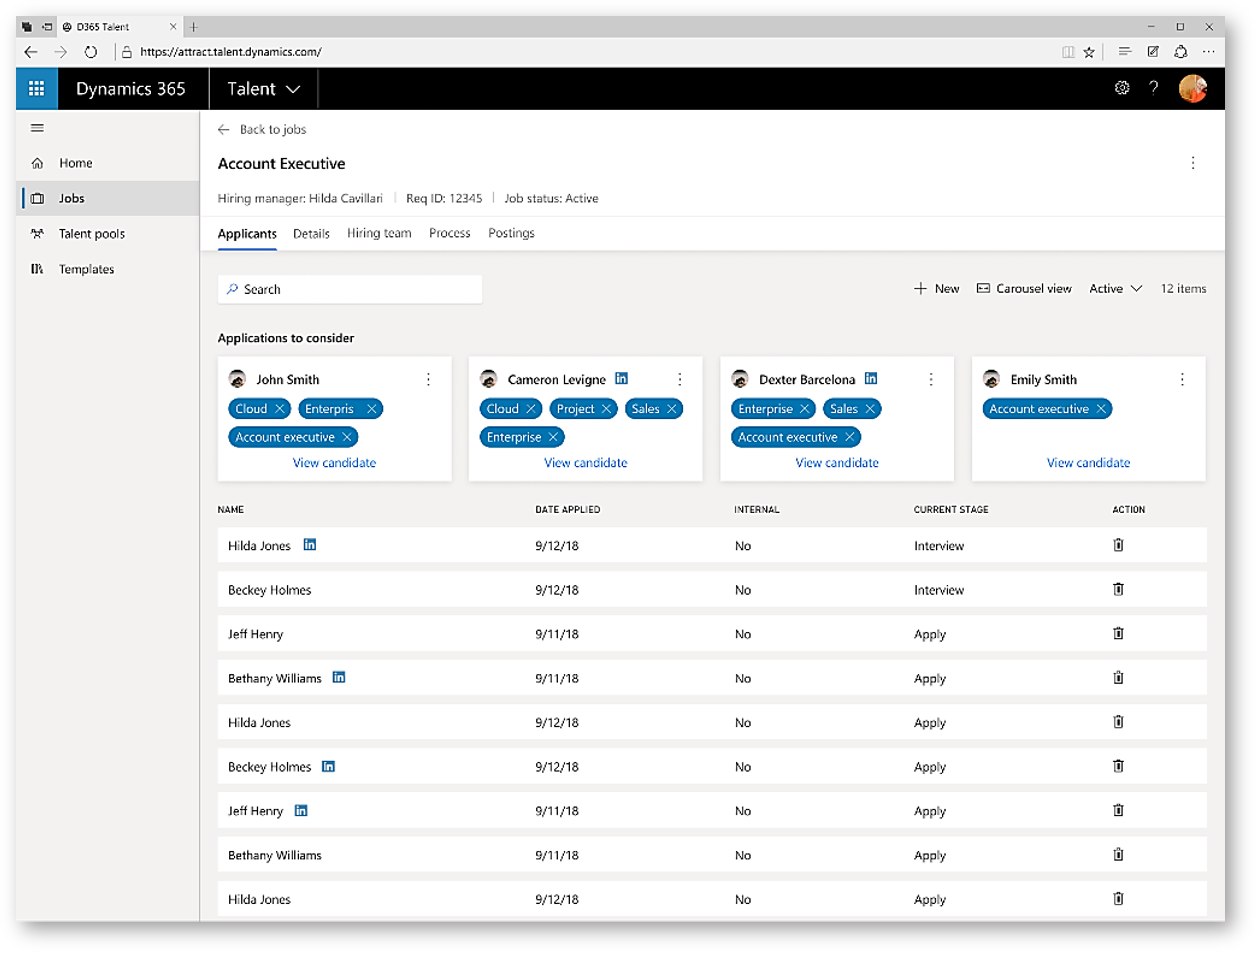 D365 Talent
https://attract.talent.dynamics.com/
Dynamics 365 Talent
Home
Jobs
Talent pools
Templates
Back to jobs
Account Executive
Hiring manager: Hilda Cavillari Req ID: 12345 Job status: Active
Applicants Details Hiring team Process Postings
Search
New Carousel view Active 12 items
Applications to consider
John Smith
Cloud Enterpris
Account executive
View candidate
Cameron Levigne in
Cloud Project Sales
Enterprise
View candidate
Dexter Barcelona in
Enterprise Sales
Account executive
View candidate
Emily Smith
Account executive
View candidate
NAME DATE APPLIED INTERNAL CURRENT STAGE ACTION
Hilda Jones in 9/12/18 No Interview
Beckey Holmes 9/12/18 No Interview
Jeff Henry 9/11/18 No Apply
Bethany Williams in 9/11/18 No Apply
Hilda Jones 9/12/18 No Apply
Beckey Holmes in 9/12/18 No Apply
Jeff Henry in 9/11/18 No Apply
Bethany Williams 9/11/18 No Apply
Hilda Jones 9/12/18 No Apply